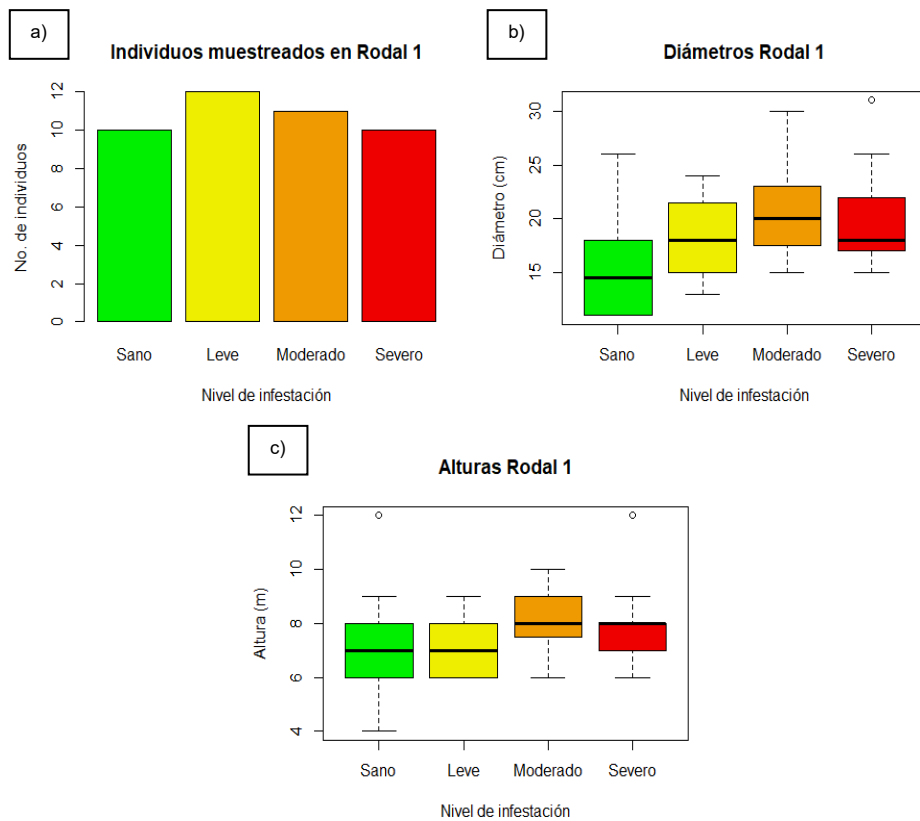 a)
Individuos muestreados en Rodal 1
No. de individuos
12
10
8
6
4
2
0
Sano Leve Moderado Severo
Nivel de infestación
b)
Diámetros Rodal 1
Diámetro (cm)
30
25
20
15
Sano Leve Moderado Severo
Nivel de infestación
c)
Alturas Rodal 1
Altura (m)
12
10
8
6
4
Sano Leve Moderado Severo
Nivel de infestación